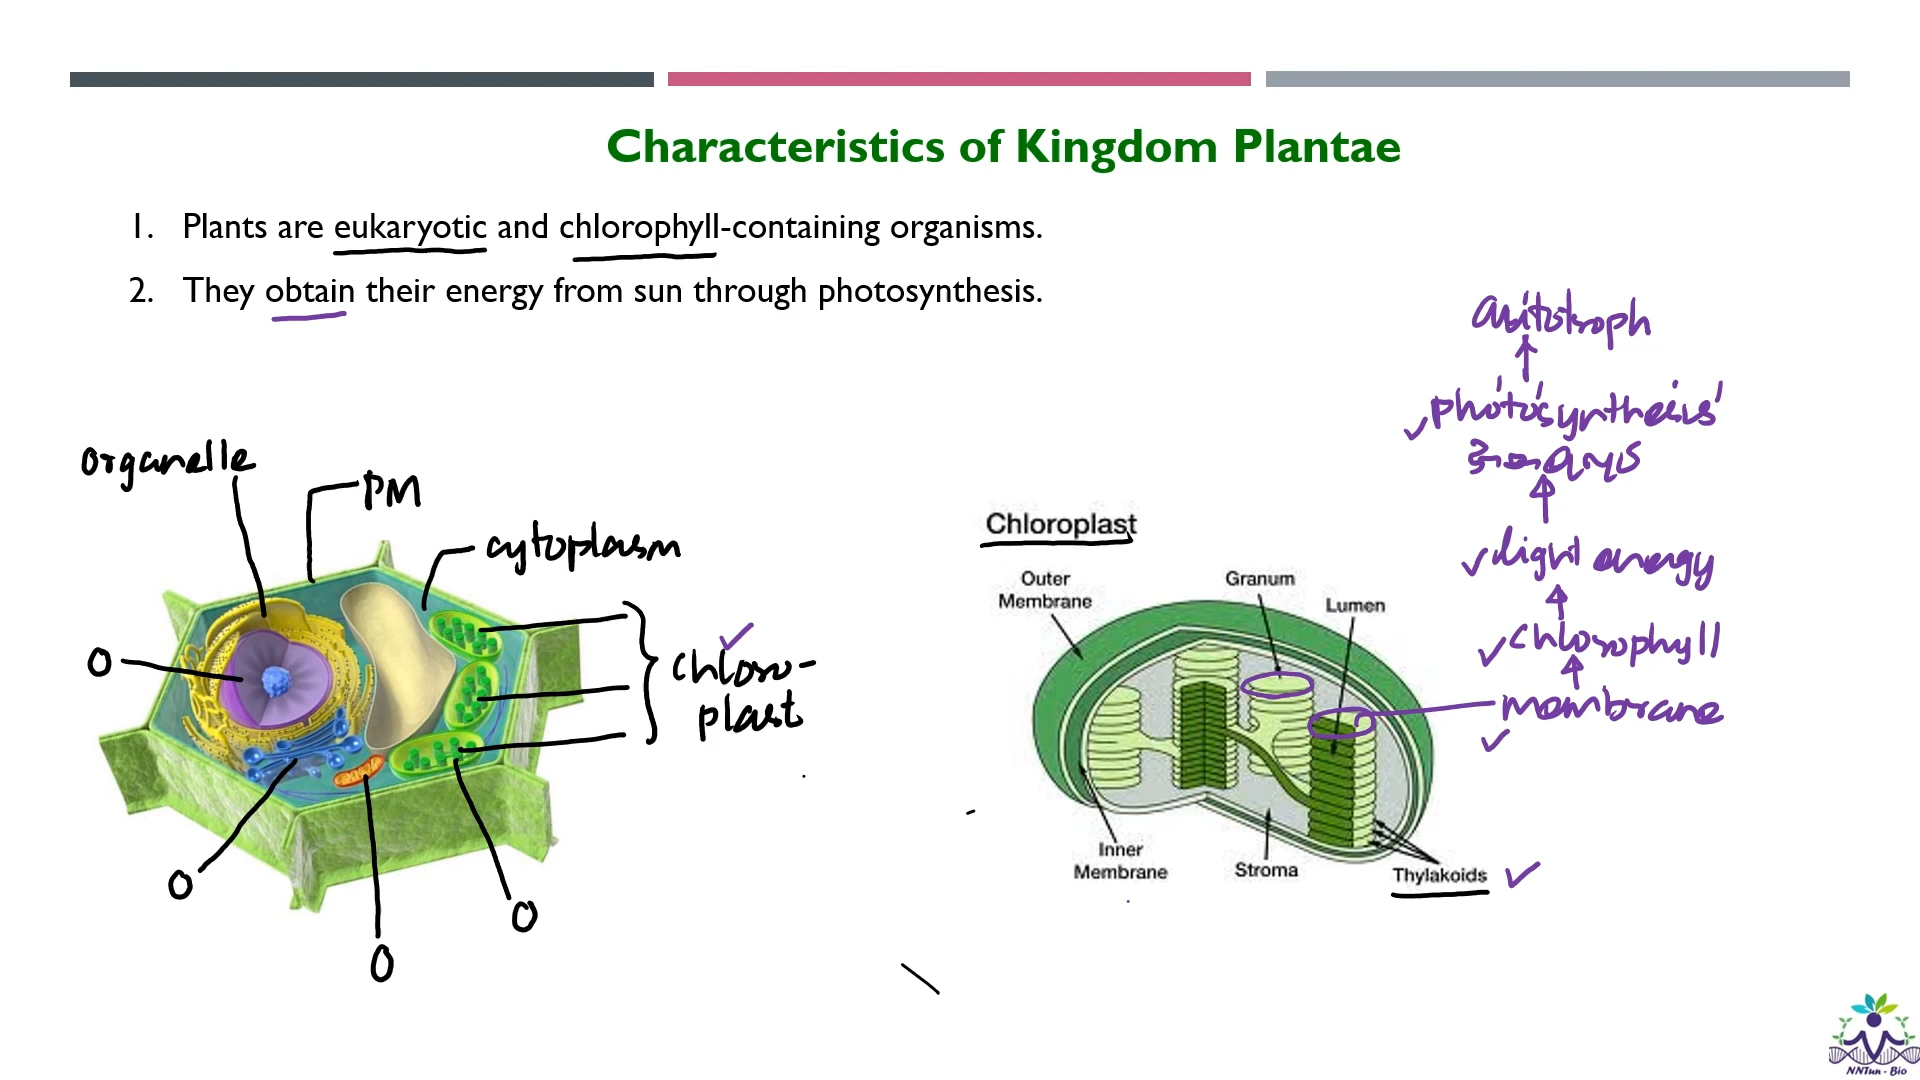 Characteristics of Kingdom Plantae
1. Plants are eukaryotic and chlorophyll-containing organisms.
2. They obtain their energy from sun through photosynthesis.
autotroph
photosynthesis
light energy
chlorophyll
membrane
organelle
PM
cytoplasm
chloro-
plast
O
O
O
O
Chloroplast
Outer
Membrane
Granum
Lumen
Inner
Membrane
Stroma
Thylakoids
NNTun - Bio